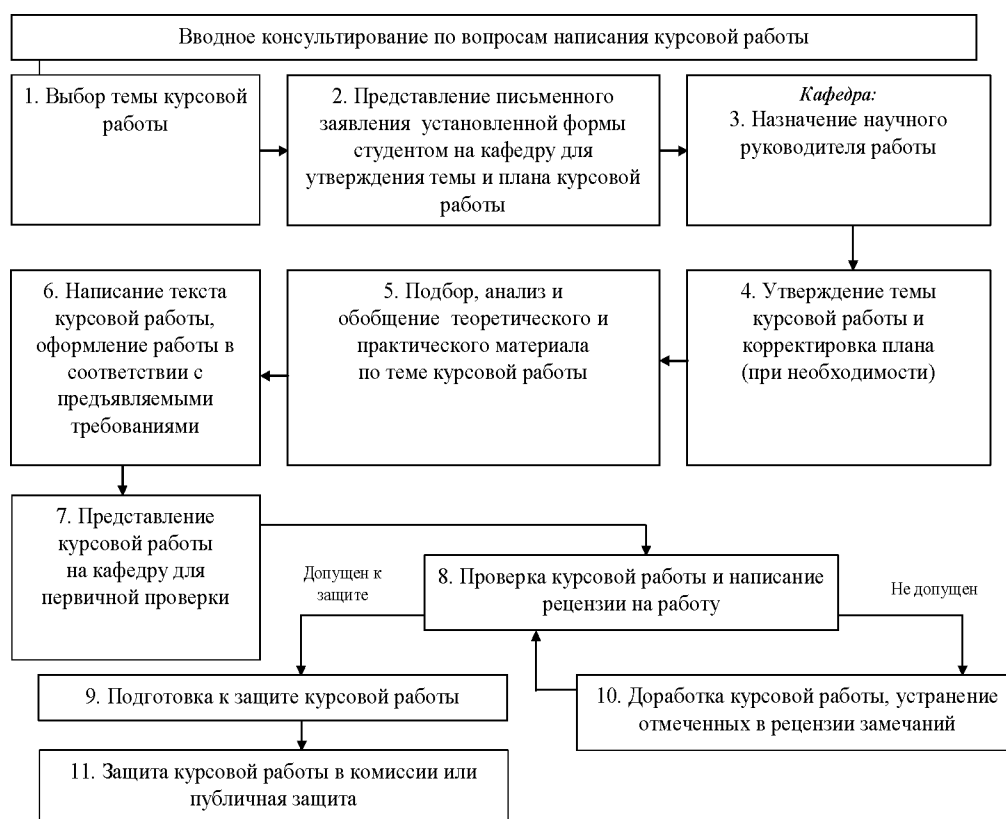 Вводное консультирование по вопросам написания курсовой работы
1. Выбор темы курсовой
работы
2. Представление письменного
заявления установленной формы
студентом на кафедру для
утверждения темы и плана курсовой
работы
Кафедра:
3. Назначение научного
руководителя работы
4. Утверждение темы
курсовой работы и
корректировка плана
(при необходимости)
5. Подбор, анализ и
обобщение теоретического и
практического материала
по теме курсовой работы
6. Написание текста
курсовой работы,
оформление работы в
соответствии с
предъявляемыми
требованиями
7. Представление
курсовой работы
на кафедру для
первичной проверки
8. Проверка курсовой работы и написание
рецензии на работу
Допущен к
защите
Не допущен
9. Подготовка к защите курсовой работы
10. Доработка курсовой работы, устранение
отмеченных в рецензии замечаний
11. Защита курсовой работы в комиссии или
публичная защита